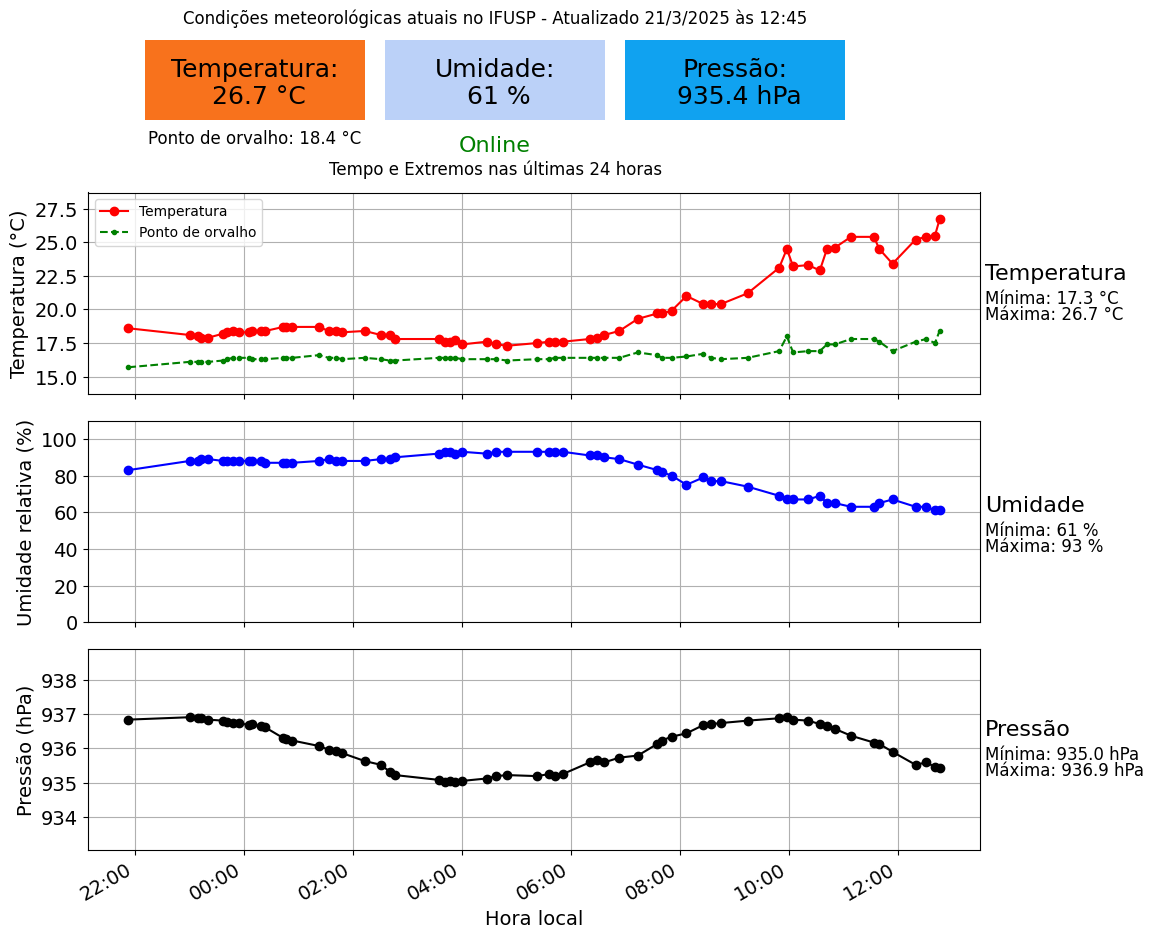 Condições meteorológicas atuais no IFUSP - Atualizado 21/3/2025 às 12:45
Temperatura:
26.7 °C
Umidade:
61 %
Pressão:
935.4 hPa
Ponto de orvalho: 18.4 °C
Online
Tempo e Extremos nas últimas 24 horas
Temperatura (°C)
27.5
25.0
22.5
20.0
17.5
15.0
Temperatura
Ponto de orvalho
Temperatura
Mínima: 17.3 °C
Máxima: 26.7 °C
Umidade relativa (%)
100
80
60
40
20
0
Umidade
Mínima: 61 %
Máxima: 93 %
Pressão (hPa)
938
937
936
935
934
Pressão
Mínima: 935.0 hPa
Máxima: 936.9 hPa
22:00
00:00
02:00
04:00
06:00
08:00
10:00
12:00
Hora local